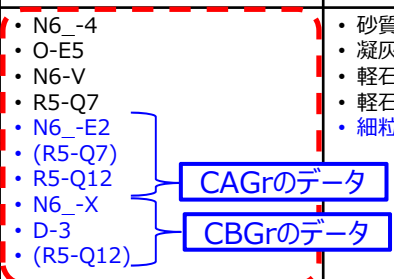 • N6_-4
• O-E5
• N6-V
• R5-Q7
• N6_-E2
• (R5-Q7)
• R5-Q12
• N6_-X
• D-3
• (R5-Q12)
CAGrのデータ
CBGrのデータ
• 砂質
• 凝灰
• 軽石
• 軽石
• 細粒